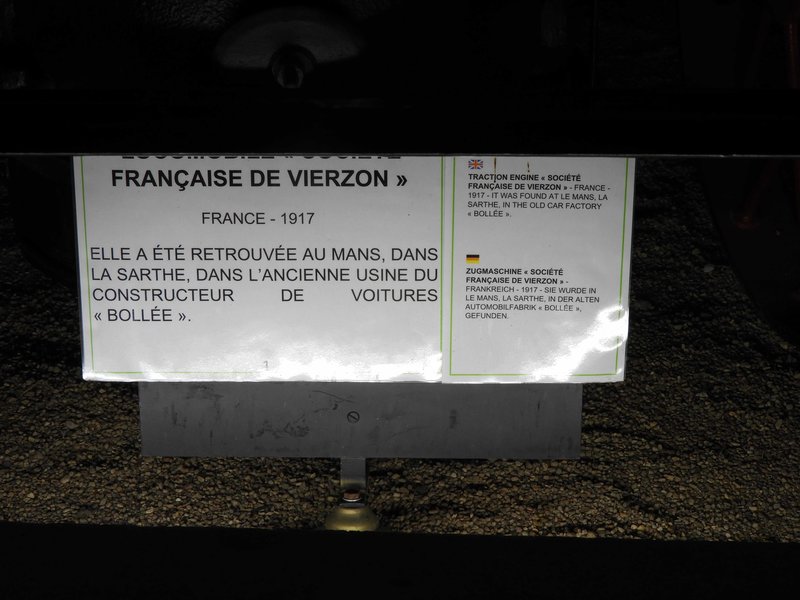 LOCOMOBILE « SOCIÉTÉ
FRANÇAISE DE VIERZON »
FRANCE - 1917
ELLE A ÉTÉ RETROUVÉE AU MANS, DANS
LA SARTHE, DANS L'ANCIENNE USINE DU
CONSTRUCTEUR DE VOITURES
« BOLLÉE ».
TRACTION ENGINE « SOCIÉTÉ
FRANÇAISE DE VIERZON » - FRANCE -
1917 - IT WAS FOUND AT LE MANS, LA
SARTHE, IN THE OLD CAR FACTORY
« BOLLÉE ».
ZUGMASCHINE « SOCIÉTÉ
FRANÇAISE DE VIERZON » -
FRANKREICH - 1917 - SIE WURDE IN
LE MANS, LA SARTHE, IN DER ALTEN
AUTOMOBILFABRIK « BOLLÉE »,
GEFUNDEN.